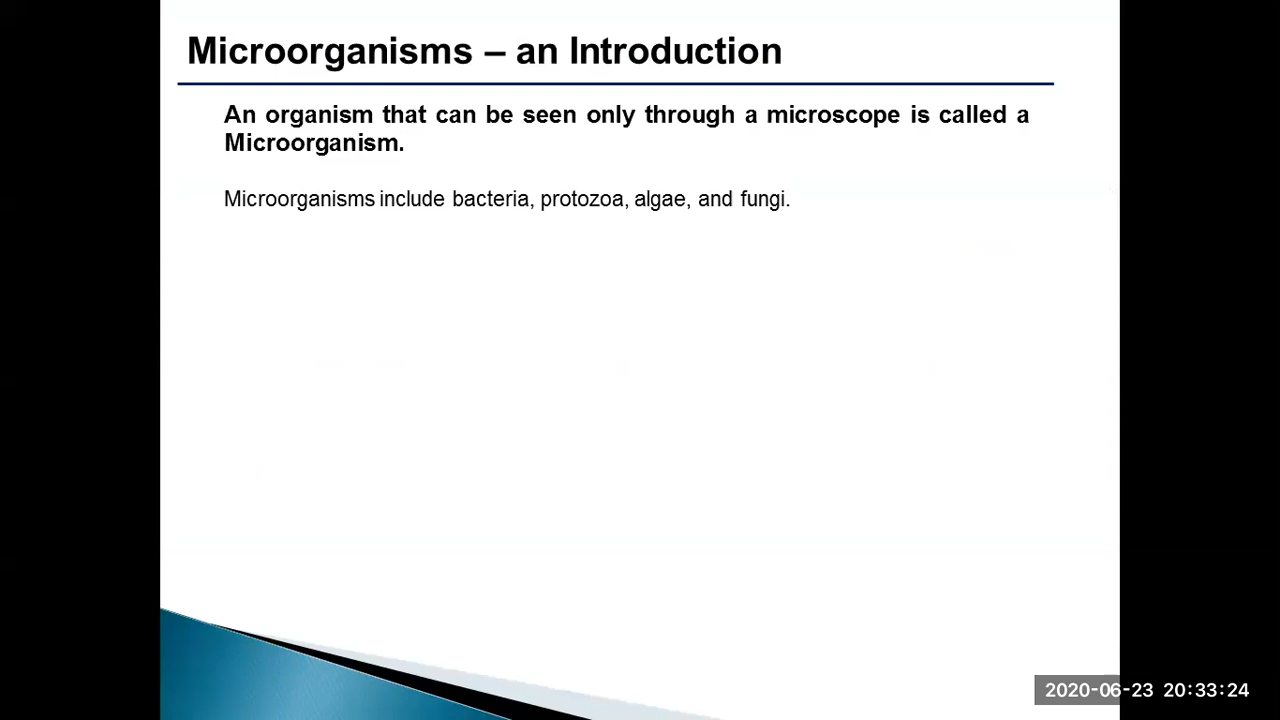 Microorganisms – an Introduction
An organism that can be seen only through a microscope is called a
Microorganism.
Microorganisms include bacteria, protozoa, algae, and fungi.
2020-06-23 20:33:24